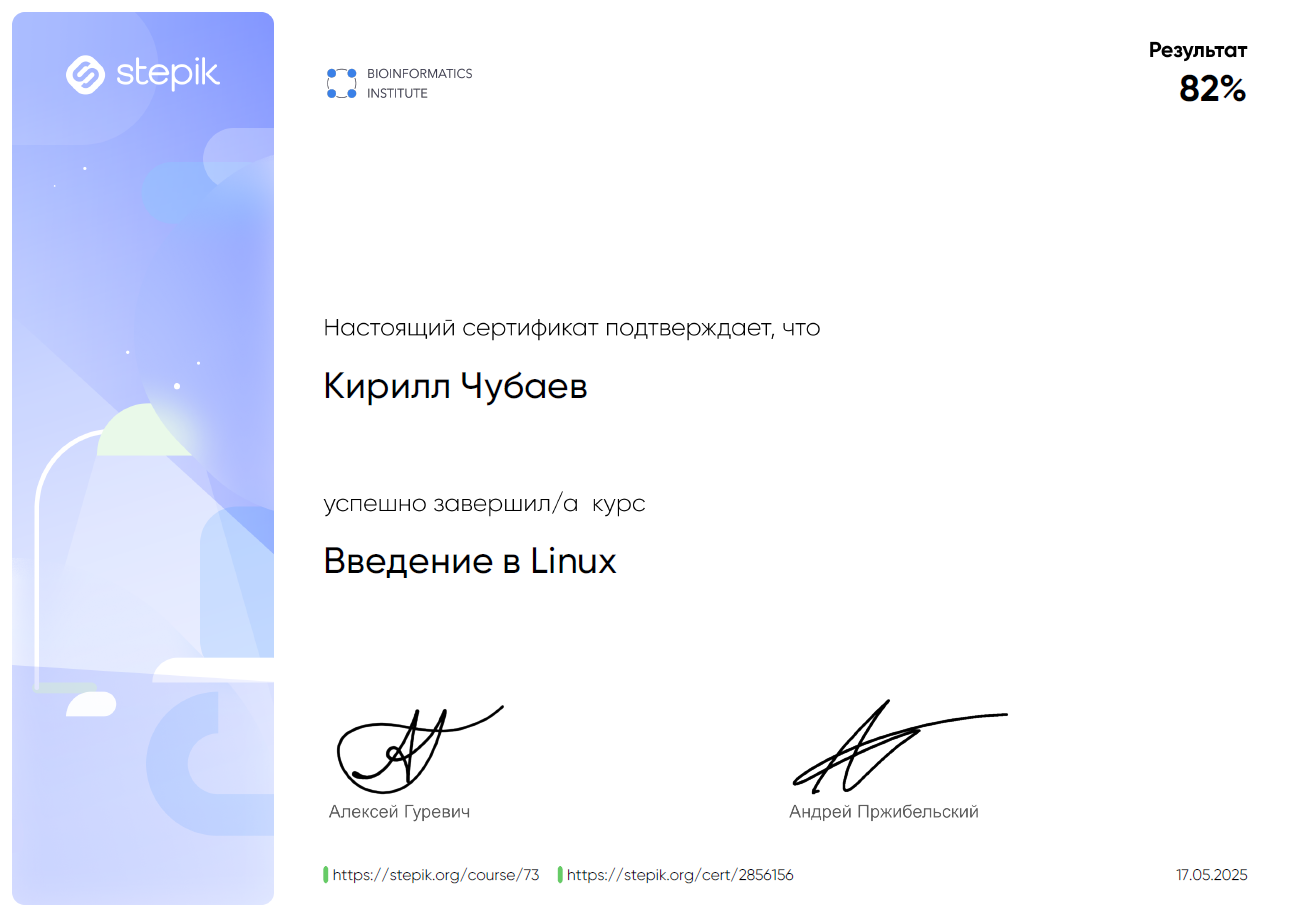 stepik
BIOINFORMATICS
INSTITUTE
Результат
82%
Настоящий сертификат подтверждает, что
Кирилл Чубаев
успешно завершил/а курс
Введение в Linux
Алексей Гуревич
Андрей Пржибельский
https://stepik.org/course/73
https://stepik.org/cert/2856156
17.05.2025